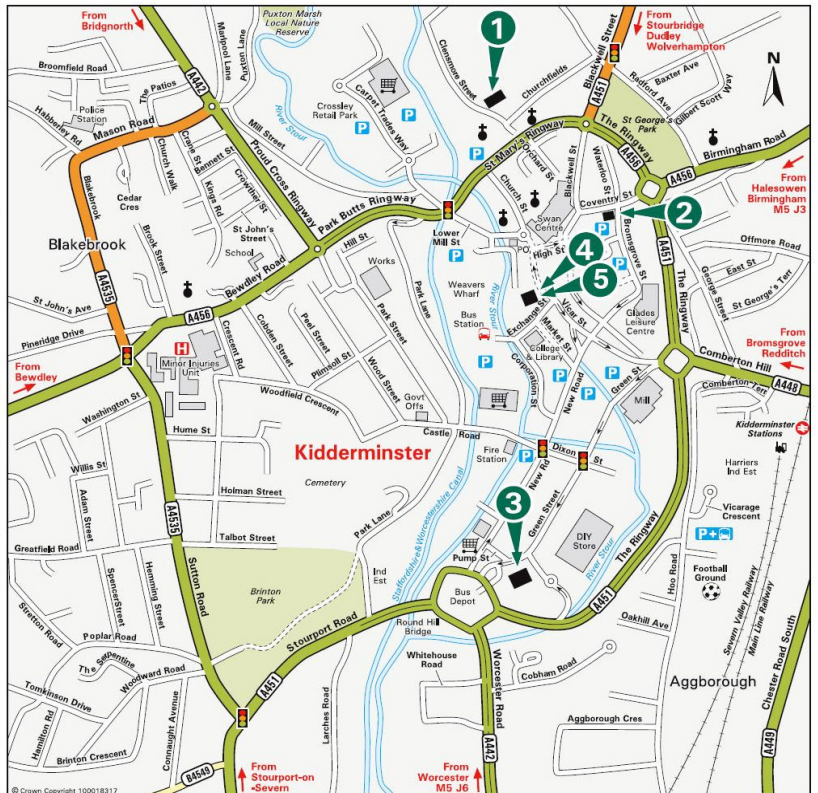 From
Bridgnorth
A442
Puxton Marsh
Local Nature
Reserve
Marlpool Lane
Puxton Lane
Broomfield Road
The Patios
Police
Station
Habberley Rd
Mason Road
Mill Street
River Stour
Crossley
Retail Park
Carpet Trades Way
P
P
1
Clensmore Street
Churchfields
From
Stourbridge
Dudley
Wolverhampton
Blackwell Street
A451
Radford Ave
Baxter Ave
Gilbert Scott Way
N
St George's
Park
The Ringway
A456
Birmingham Road
A456
From
Halesowen
Birmingham
M5 J3
St Mary's Ringway
P
Orchard St
Church St
Blackwell St
Waterloo St
Coventry St
Swan
Centre
2
Bromsgrove St
A451
Offmore Road
East St
St George's Terr
George Street
The Ringway
Blakebrook
Cedar
Cres
Church Walk
Crane St
Bennett St
Kings Rd
Crowther St
Proud Cross Ringway
Brook Street
St John's
Street
School
Blakebrook
Park Butts Ringway
Lower
Mill St
Hill St
Works
P
PO
High St
P
P
4
5
Weavers
Wharf
River Stour
Bus
Station
Exchange St
Vicar St
Market St
College
& Library
Glades
Leisure
Centre
P
P
Corporation St
New Road
P
P
P
Green St
Mill
From
Bromsgrove
Redditch
Comberton Hill
Comberton Terr
A448
Kidderminster
Stations
St John's Ave
A4535
A456
Bewdley Road
Pineridge Drive
From
Bewdley
H
Minor Injuries
Unit
Crescent Rd
Cobden Street
Peel Street
Plimsoll St
Park Street
Wood Street
Park Lane
Woodfield Crescent
Govt
Offs
Castle Road
Washington St
Hume St
Kidderminster
Cemetery
Fire
Station
P
Dixon St
New Rd
Green Street
Harriers
Ind Est
Vicarage
Crescent
P+
Football
Ground
Willis St
Adam Street
Holman Street
Talbot Street
A4535
Greatfield Road
Spencer Street
Hemming Street
Sutton Road
Park Lane
Staffordshire & Worcestershire Canal
3
Pump St
DIY
Store
River Stour
The Ringway
A451
Hoo Road
Oakhill Ave
Severn Valley Railway
Main Line Railway
Ind
Est
Brinton
Park
Bus
Depot
Round Hill
Bridge
Stourport Road
A451
Stretton Road
Poplar Road
The Serpentine
Woodward Road
Tomkinson Drive
Hamilton Rd
Brinton Crescent
Connaught Avenue
Larches Road
Whitehouse
Road
Worcester Road
Cobham Road
Aggborough Cres
Aggborough
Chester Road South
A449
A442
B4549
From
Stourport-on
-Severn
From
Worcester
M5 J6
© Crown Copyright 100018317